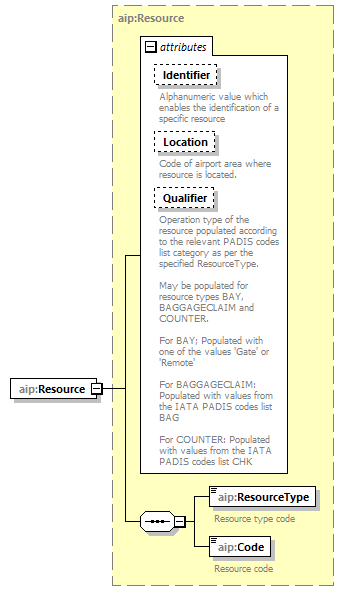 aip:Resource
attributes
Identifier
Alphanumeric value which
enables the identification of a
specific resource
Location
Code of airport area where
resource is located.
Qualifier
Operation type of the
resource populated according
to the relevant PADIS codes
list category as per the
specified ResourceType.
May be populated for
resource types BAY,
BAGGAGECLAIM and
COUNTER.
For BAY; Populated with
one of the values 'Gate' or
'Remote'
For BAGGAGECLAIM:
Populated with values from
the IATA PADIS codes list
BAG
For COUNTER: Populated
with values from the IATA
PADIS codes list CHK
aip:Resource
aip:ResourceType
Resource type code
aip:Code
Resource code